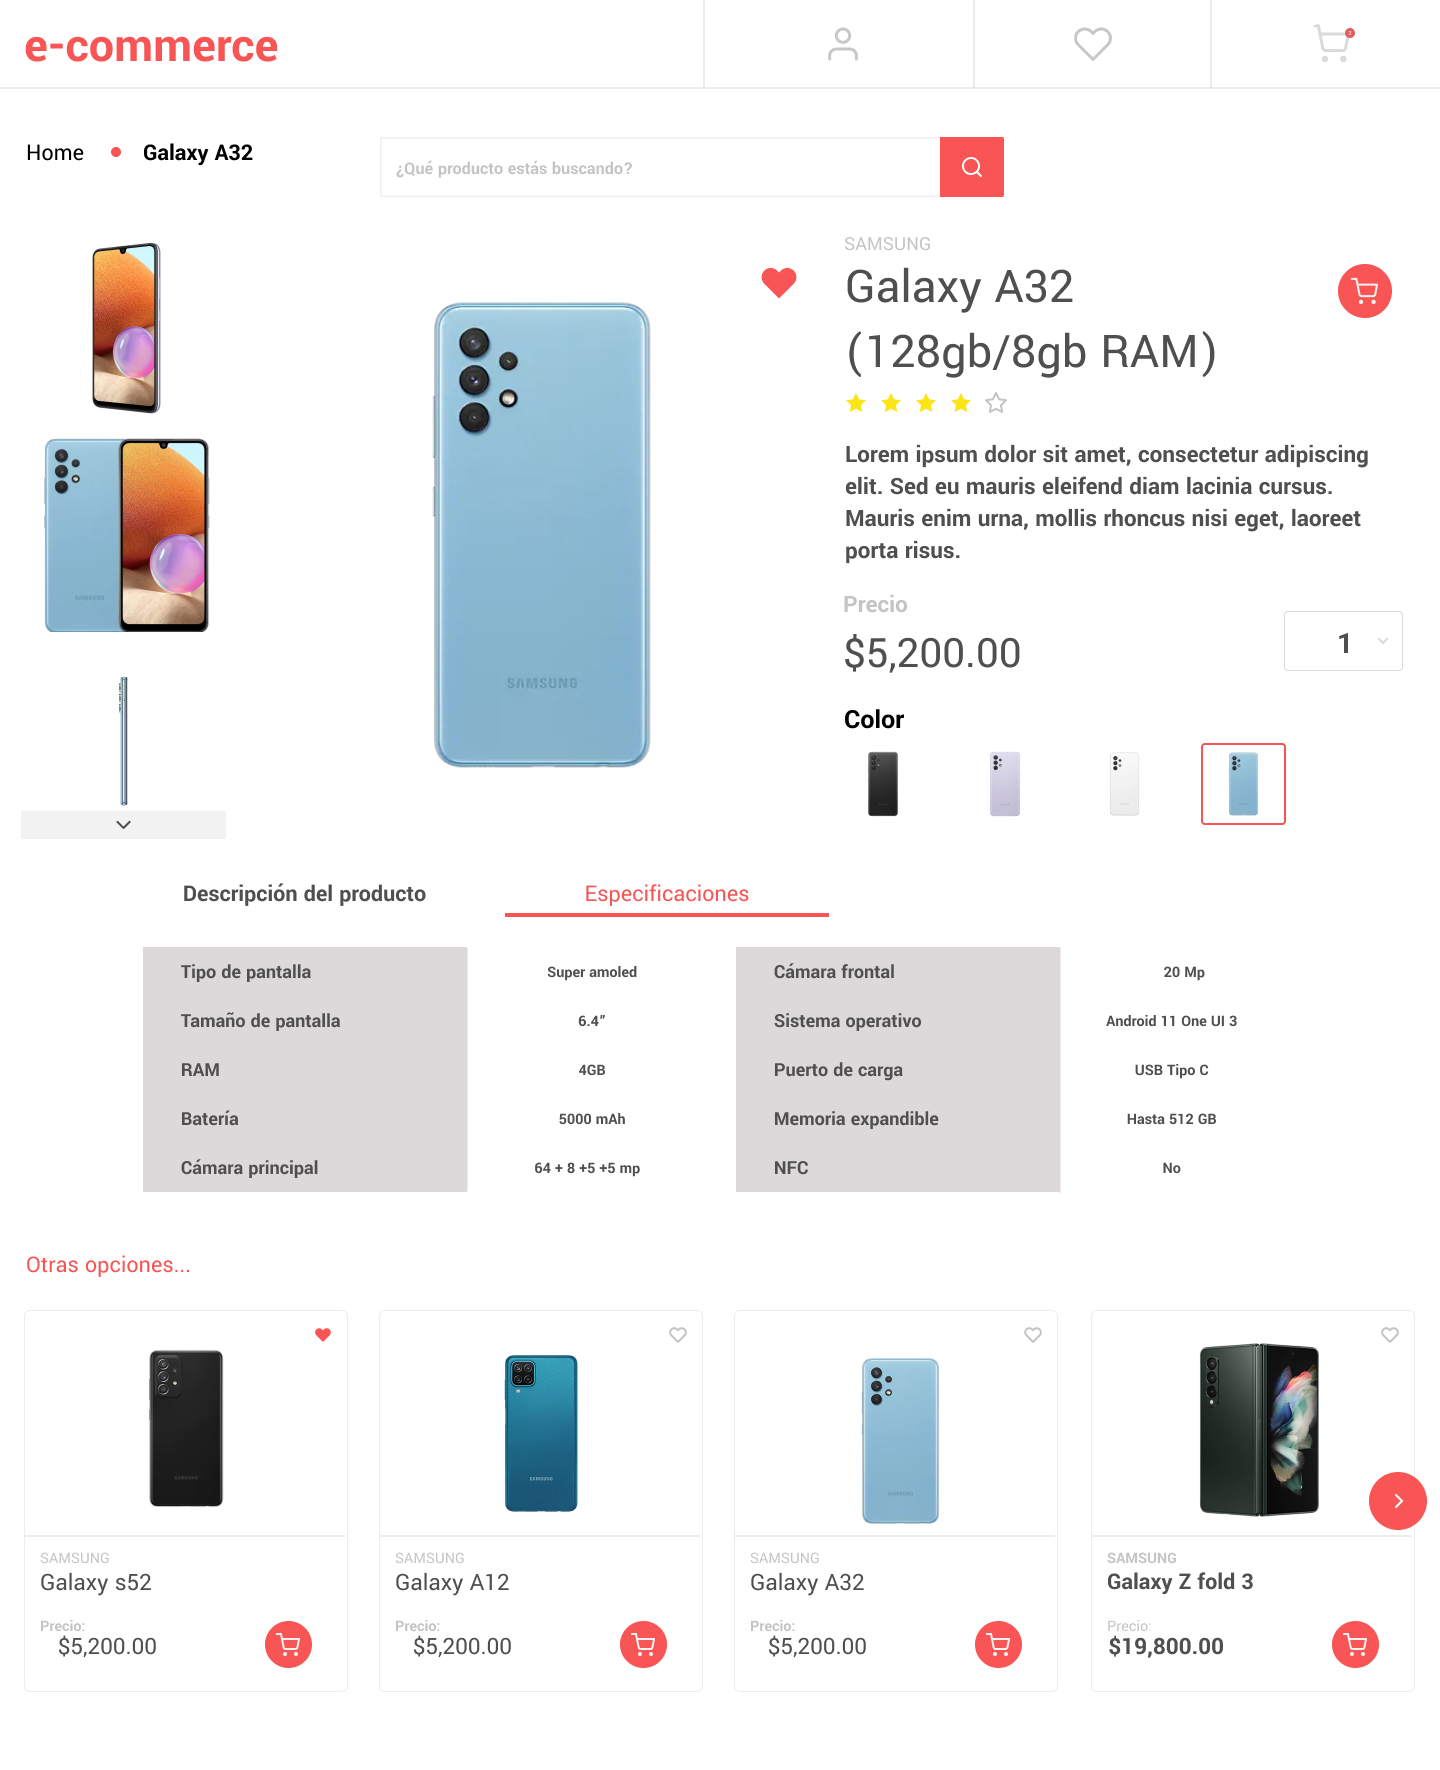 e-commerce
Home
Galaxy A32
¿Qué producto estás buscando?
SAMSUNG
Galaxy A32
(128gb/8gb RAM)
Lorem ipsum dolor sit amet, consectetur adipiscing
elit. Sed eu mauris eleifend diam lacinia cursus.
Mauris enim urna, mollis rhoncus nisi eget, laoreet
porta risus.
Precio
$5,200.00
1
Color
SAMSUNG
SAMSUNG
Descripción del producto
Especificaciones
Tipo de pantalla
Super amoled
Cámara frontal
20 Mp
Tamaño de pantalla
6.4”
Sistema operativo
Android 11 One UI 3
RAM
4GB
Puerto de carga
USB Tipo C
Batería
5000 mAh
Memoria expandible
Hasta 512 GB
Cámara principal
64 + 8 +5 +5 mp
NFC
No
Otras opciones...
SAMSUNG
SAMSUNG
SAMSUNG
SAMSUNG
Galaxy s52
Precio:
$5,200.00
SAMSUNG
Galaxy A12
Precio:
$5,200.00
SAMSUNG
Galaxy A32
Precio:
$5,200.00
SAMSUNG
Galaxy Z fold 3
Precio:
$19,800.00